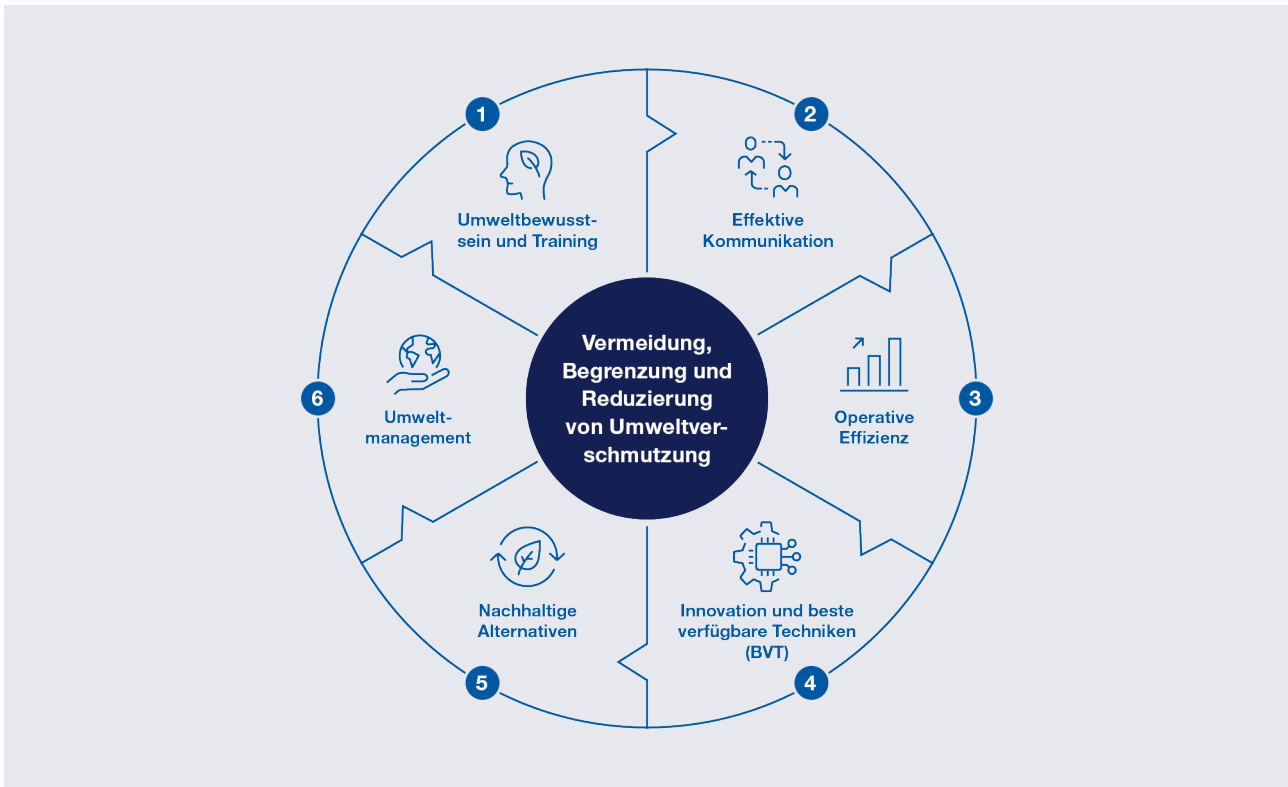 1
Umweltbewusst-
sein und Training
2
Effektive
Kommunikation
3
Operative
Effizienz
4
Innovation und beste
verfügbare Techniken
(BVT)
5
Nachhaltige
Alternativen
6
Umwelt-
management
Vermeidung,
Begrenzung und
Reduzierung
von Umweltver-
schmutzung